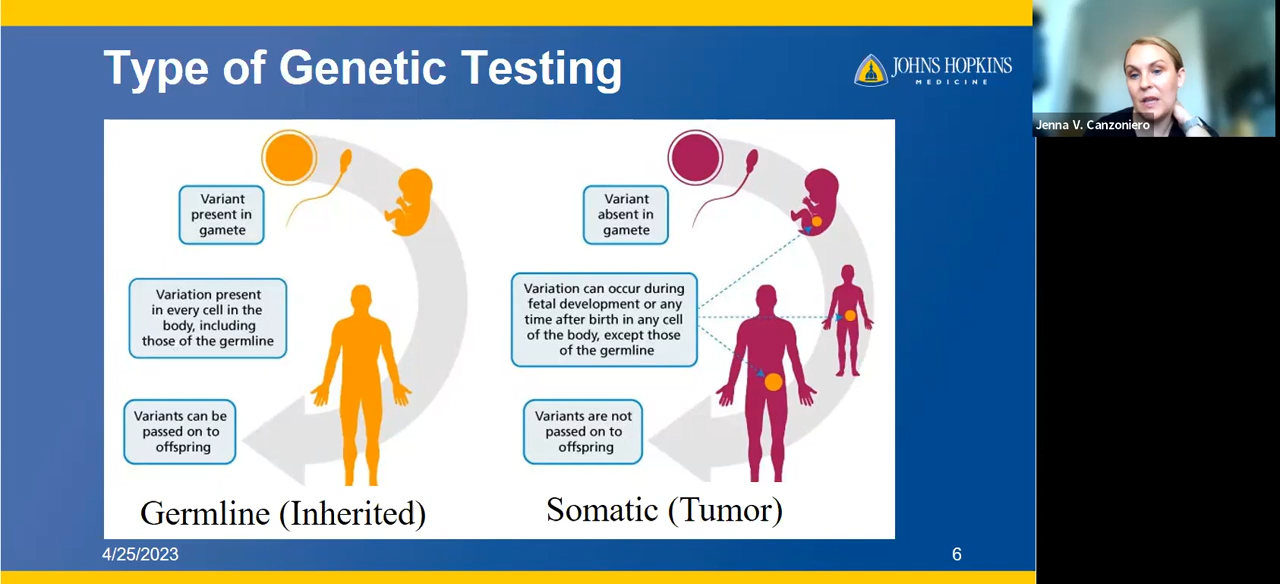 Type of Genetic Testing
JOHNS HOPKINS
MEDICINE
Jenna V. Canzoniero
Variant
present in
gamete
Variation present
in every cell in the
body, including
those of the germline
Variants can be
passed on to
offspring
Germline (Inherited)
Variant
absent in
gamete
Variation can occur during
fetal development or any
time after birth in any cell
of the body, except those
of the germline
Variants are not
passed on to
offspring
Somatic (Tumor)
4/25/2023
6